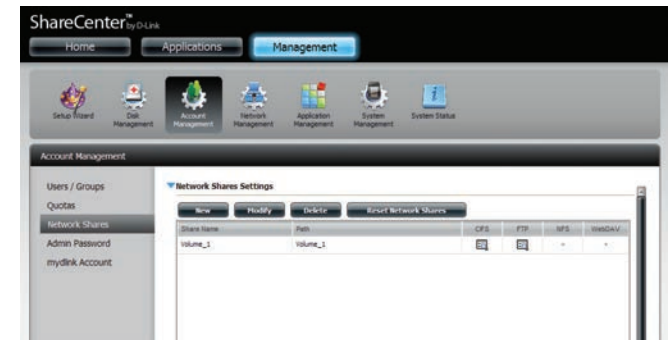 ShareCenter™ by D-Link
Home Applications Management
Setup Wizard Disk Management Account Management Network Management Application Management System Management System Status
Account Management
Users / Groups
Quotas
Network Shares
Admin Password
mydlink Account
Network Shares Settings
New Modify Delete Reset Network Shares
Share Name Path CIFS FTP NFS WebDAV
Volume_1 Volume_1 - -